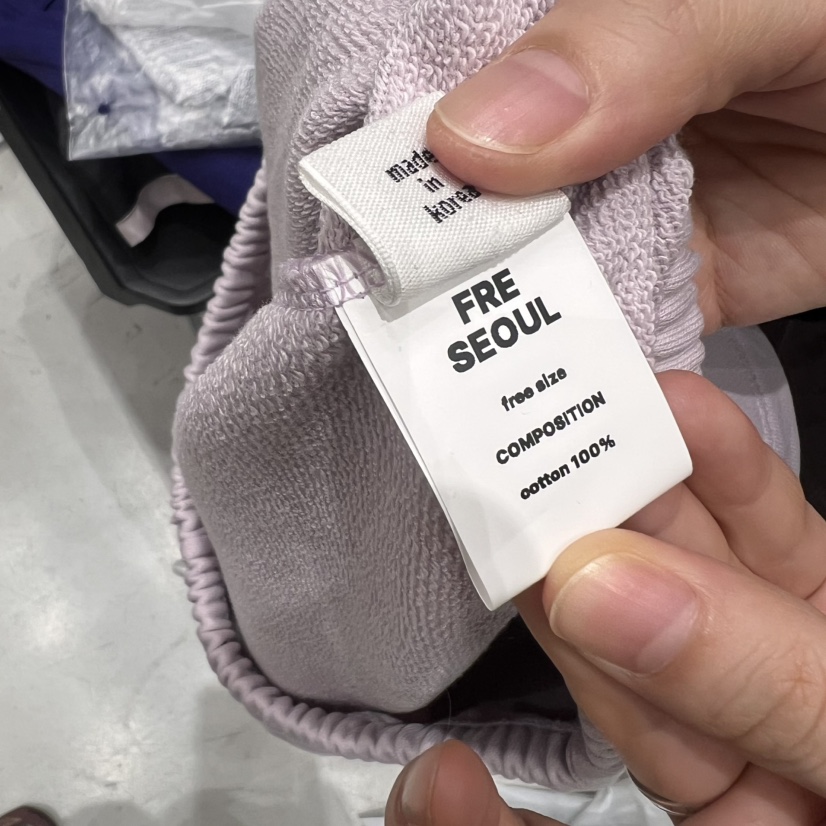 made
in
korea
FRE
SEOUL
free size
COMPOSITION
cotton 100%